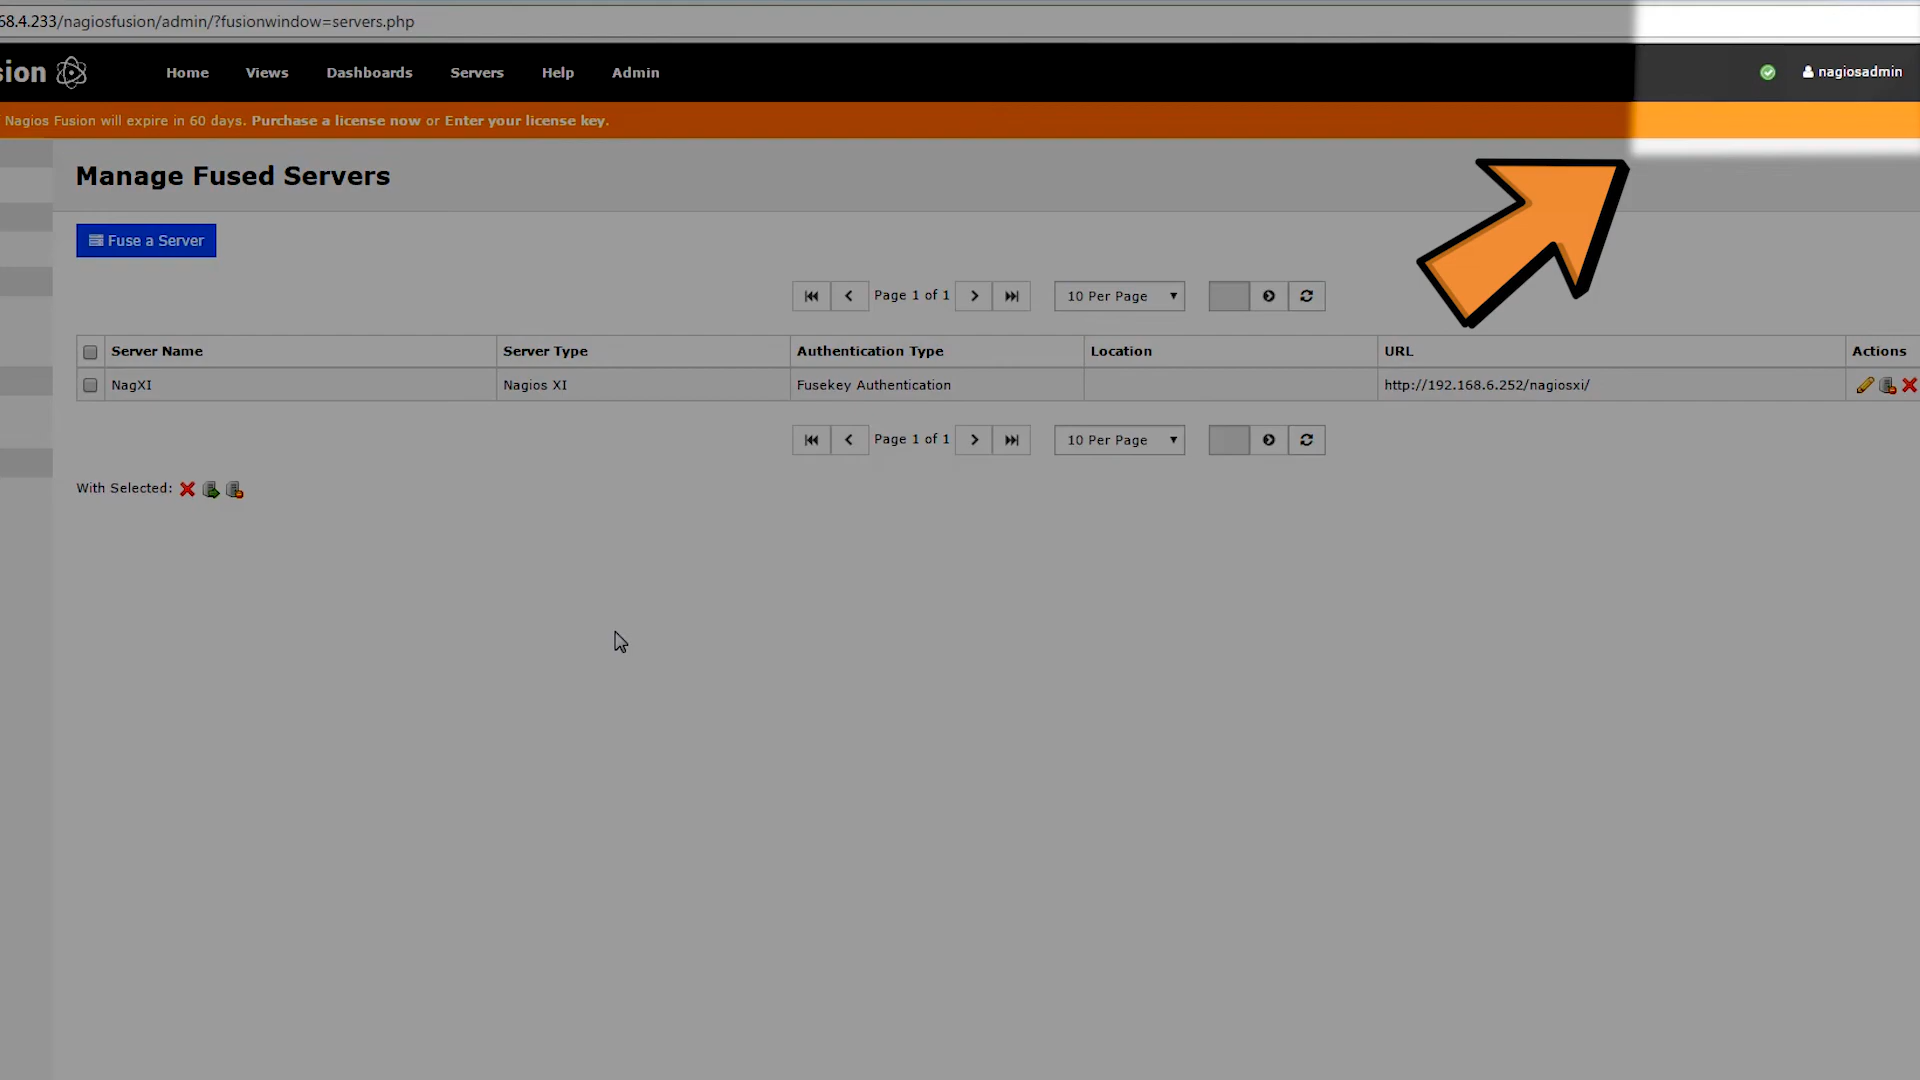 68.4.233/nagiosfusion/admin/?fusionwindow=servers.php
sion Home Views Dashboards Servers Help Admin nagiosadmin
Nagios Fusion will expire in 60 days. Purchase a license now or Enter your license key.
Manage Fused Servers
Fuse a Server
Page 1 of 1 10 Per Page
Server Name Server Type Authentication Type Location URL Actions
NagXI Nagios XI Fusekey Authentication http://192.168.6.252/nagiosxi/
Page 1 of 1 10 Per Page
With Selected: